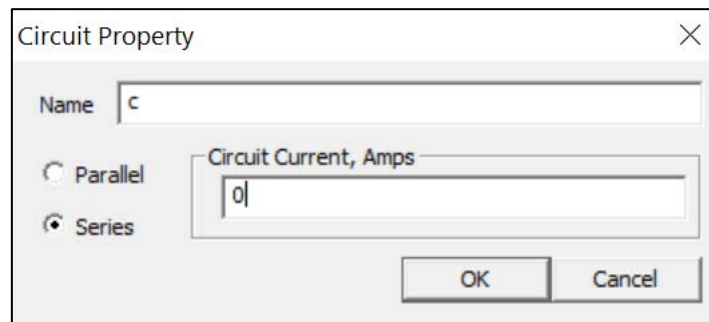 Circuit Property
Name c
Parallel
Circuit Current, Amps
0
Series
OK Cancel